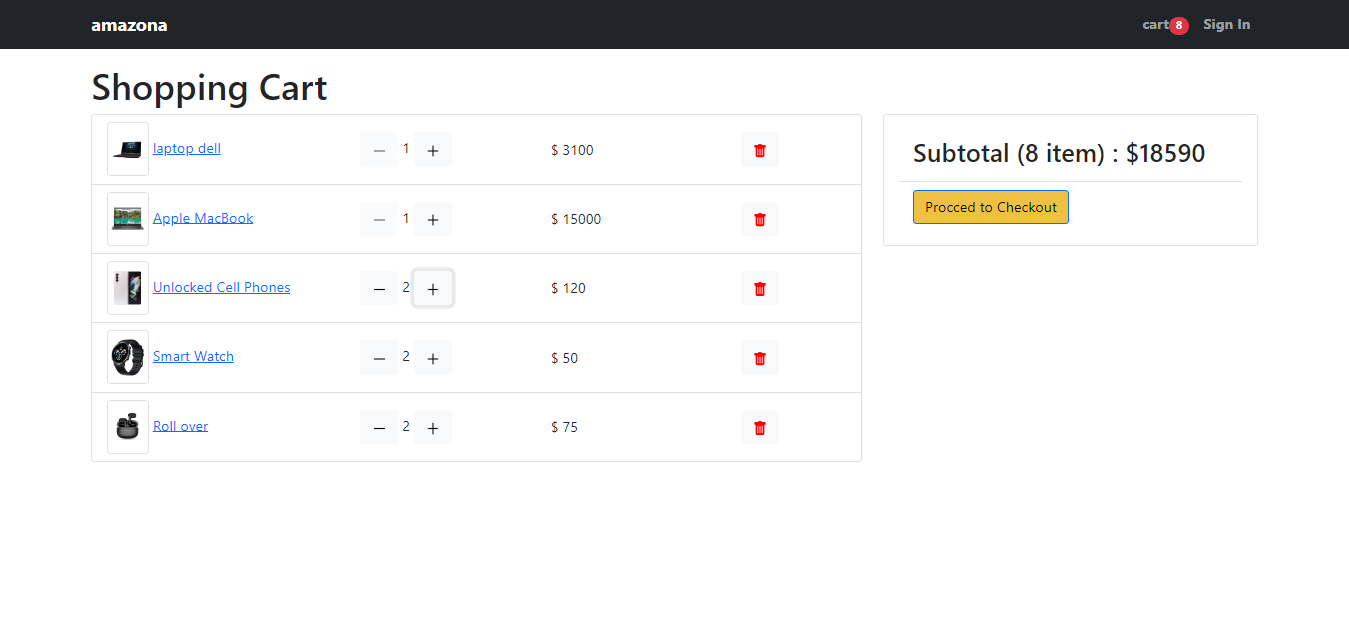 amazona cart 8 Sign In
Shopping Cart
laptop dell − 1 + $ 3100
Apple MacBook − 1 + $ 15000
Unlocked Cell Phones − 2 + $ 120
Smart Watch − 2 + $ 50
Roll over − 2 + $ 75
Subtotal (8 item) : $18590
Procced to Checkout